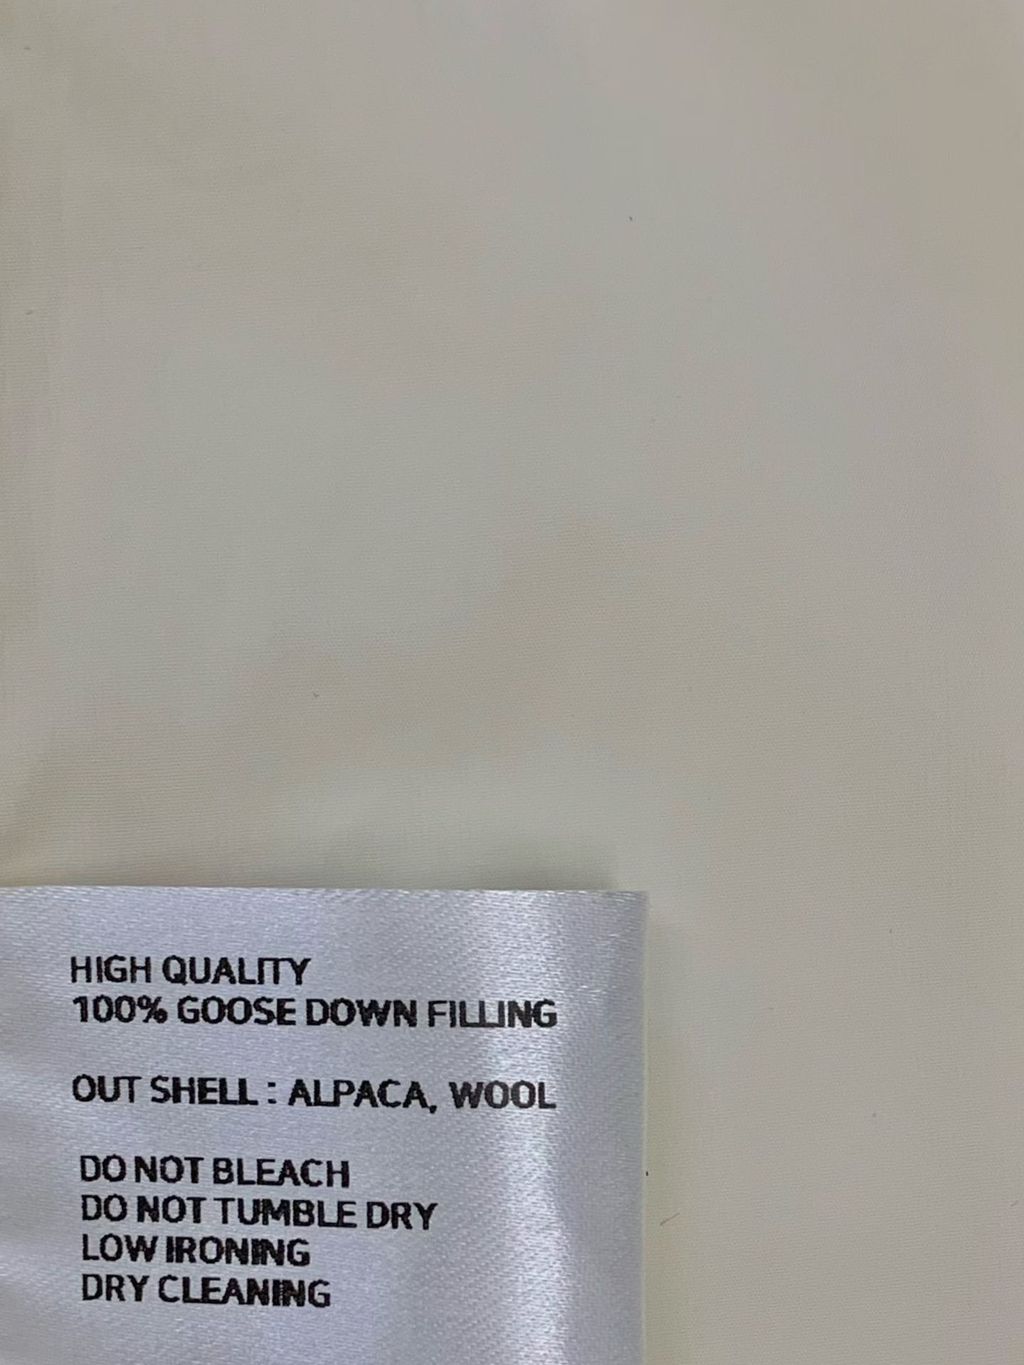 HIGH QUALITY
100% GOOSE DOWN FILLING
OUT SHELL : ALPACA, WOOL
DO NOT BLEACH
DO NOT TUMBLE DRY
LOW IRONING
DRY CLEANING